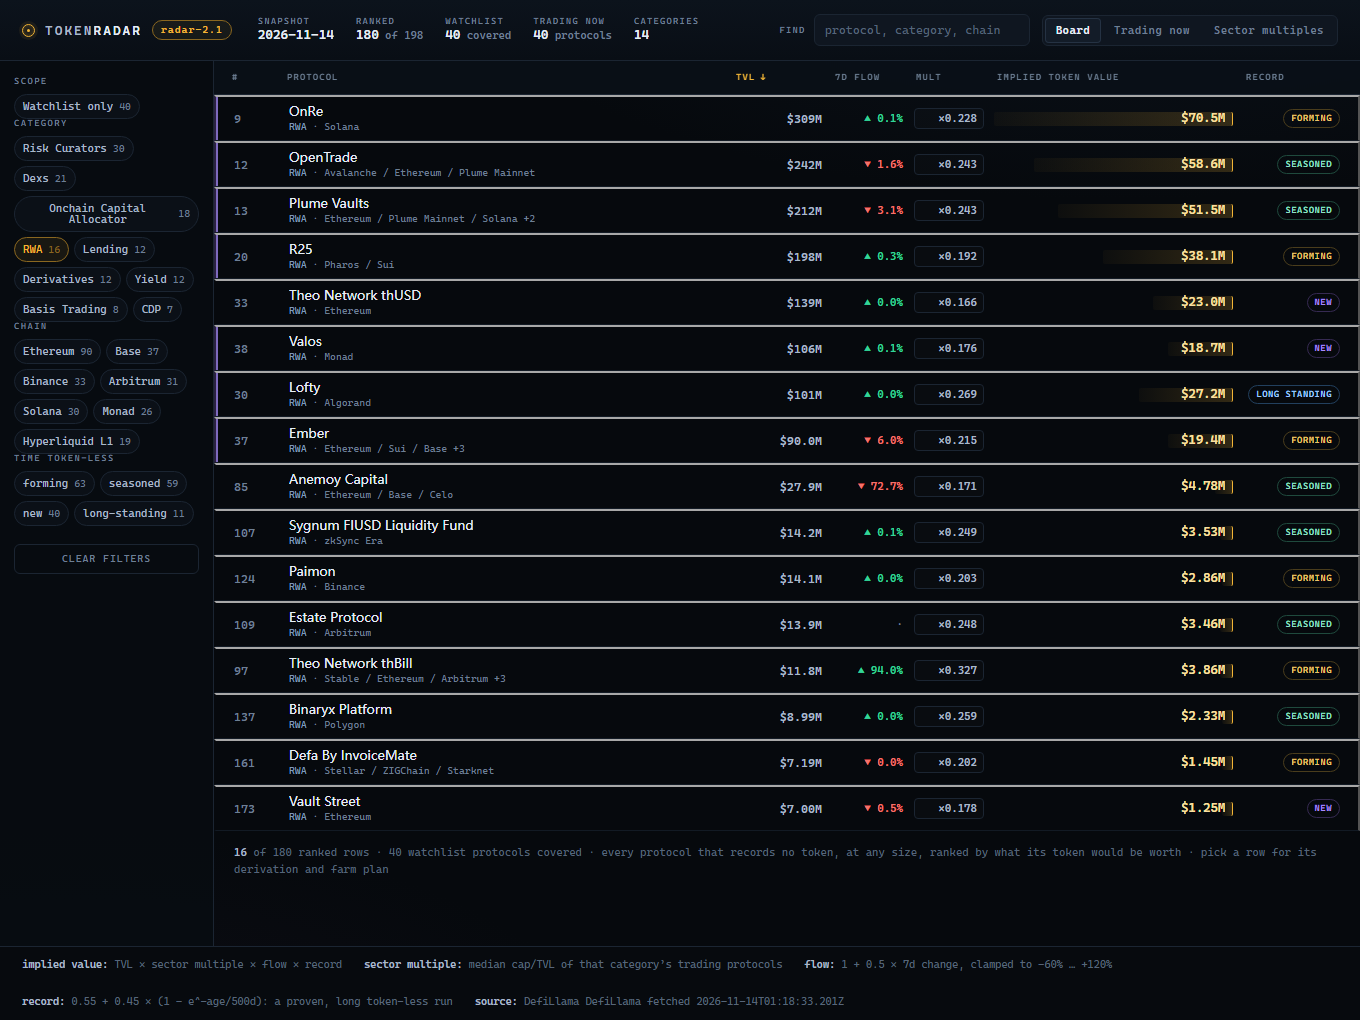 TOKENRADAR radar-2.1
SNAPSHOT RANKED WATCHLIST TRADING NOW CATEGORIES
2026-11-14 180 of 198 40 covered 40 protocols 14
FIND protocol, category, chain Board Trading now Sector multiples
SCOPE
Watchlist only 40
CATEGORY
Risk Curators 30
Dexs 21
Onchain Capital
Allocator 18
RWA 16 Lending 12
Derivatives 12 Yield 12
Basis Trading 8 CDP 7
CHAIN
Ethereum 90 Base 37
Binance 33 Arbitrum 31
Solana 30 Monad 26
Hyperliquid L1 19
TIME TOKEN-LESS
forming 63 seasoned 59
new 40 long-standing 11
CLEAR FILTERS
# PROTOCOL TVL ↓ 7D FLOW MULT IMPLIED TOKEN VALUE RECORD
9 OnRe $309M ▲ 0.1% ×0.228 $70.5M FORMING
RWA · Solana
12 OpenTrade $242M ▼ 1.6% ×0.243 $58.6M SEASONED
RWA · Avalanche / Ethereum / Plume Mainnet
13 Plume Vaults $212M ▼ 3.1% ×0.243 $51.5M SEASONED
RWA · Ethereum / Plume Mainnet / Solana +2
20 R25 $198M ▲ 0.3% ×0.192 $38.1M FORMING
RWA · Pharos / Sui
33 Theo Network thUSD $139M ▲ 0.0% ×0.166 $23.0M NEW
RWA · Ethereum
38 Valos $106M ▲ 0.1% ×0.176 $18.7M NEW
RWA · Monad
30 Lofty $101M ▲ 0.0% ×0.269 $27.2M LONG STANDING
RWA · Algorand
37 Ember $90.0M ▼ 6.0% ×0.215 $19.4M FORMING
RWA · Ethereum / Sui / Base +3
85 Anemoy Capital $27.9M ▼ 72.7% ×0.171 $4.78M SEASONED
RWA · Ethereum / Base / Celo
107 Sygnum FIUSD Liquidity Fund $14.2M ▲ 0.1% ×0.249 $3.53M SEASONED
RWA · zkSync Era
124 Paimon $14.1M ▲ 0.0% ×0.203 $2.86M FORMING
RWA · Binance
109 Estate Protocol $13.9M · ×0.248 $3.46M SEASONED
RWA · Arbitrum
97 Theo Network thBill $11.8M ▲ 94.0% ×0.327 $3.86M FORMING
RWA · Stable / Ethereum / Arbitrum +3
137 Binaryx Platform $8.99M ▲ 0.0% ×0.259 $2.33M SEASONED
RWA · Polygon
161 Defa By InvoiceMate $7.19M ▼ 0.0% ×0.202 $1.45M FORMING
RWA · Stellar / ZIGChain / Starknet
173 Vault Street $7.00M ▼ 0.5% ×0.178 $1.25M NEW
RWA · Ethereum
16 of 180 ranked rows · 40 watchlist protocols covered · every protocol that records no token, at any size, ranked by what its token would be worth · pick a row for its
derivation and farm plan
implied value: TVL × sector multiple × flow × record sector multiple: median cap/TVL of that category's trading protocols flow: 1 + 0.5 × 7d change, clamped to −60% … +120%
record: 0.55 + 0.45 × (1 − e^-age/500d): a proven, long token-less run source: DefiLlama DefiLlama fetched 2026-11-14T01:18:33.201Z